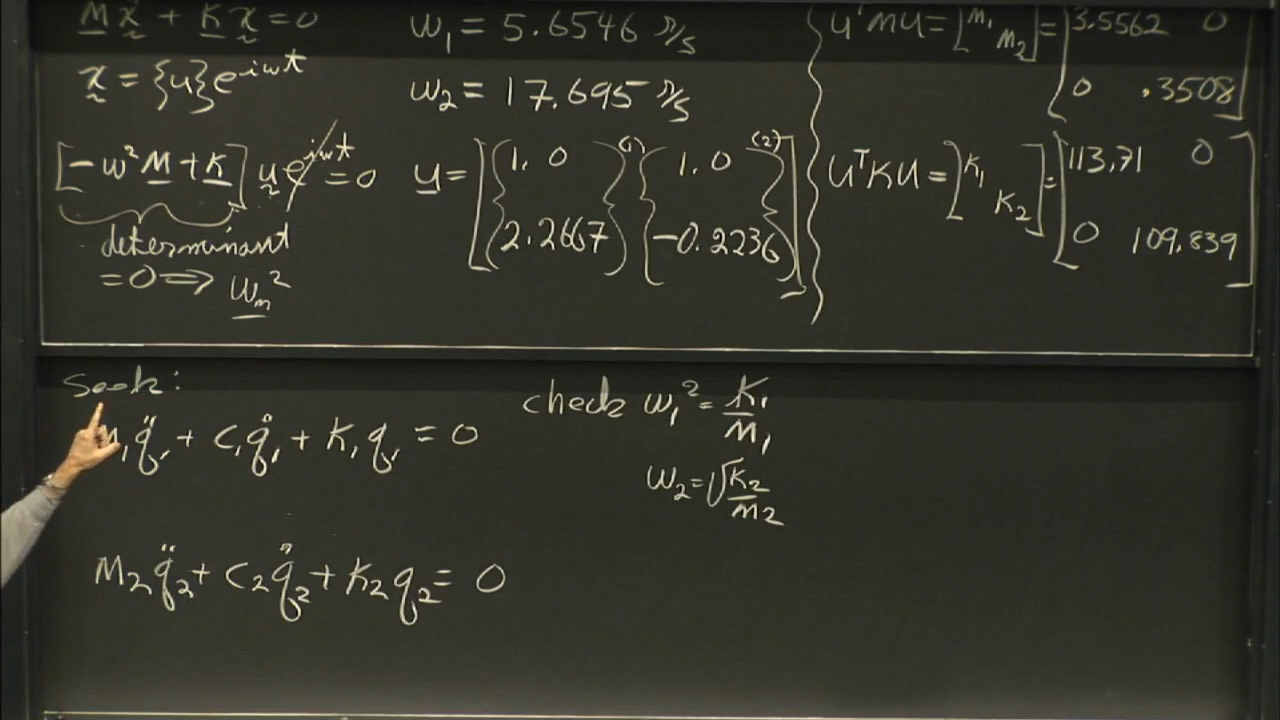 M ẍ + K x = 0
x = {u}e^{iωt}
[-ω²M + K] u e^{iωt} = 0
determinant
= 0 ⟹ ω_n²
ω₁ = 5.6546 r/s
ω₂ = 17.695 r/s
u = [{1.0 2.2667}^{(1)} {1.0 -0.2236}^{(2)}]
UᵀMU = [M₁ M₂] = [3.5562 0
0 .3508]
UᵀKU = [K₁ K₂] = [113.71 0
0 109.839]
Seek:
M₁q̈₁ + C₁q̇₁ + K₁q₁ = 0
M₂q̈₂ + C₂q̇₂ + K₂q₂ = 0
check ω₁² = K₁/M₁
ω₂ = √K₂/M₂